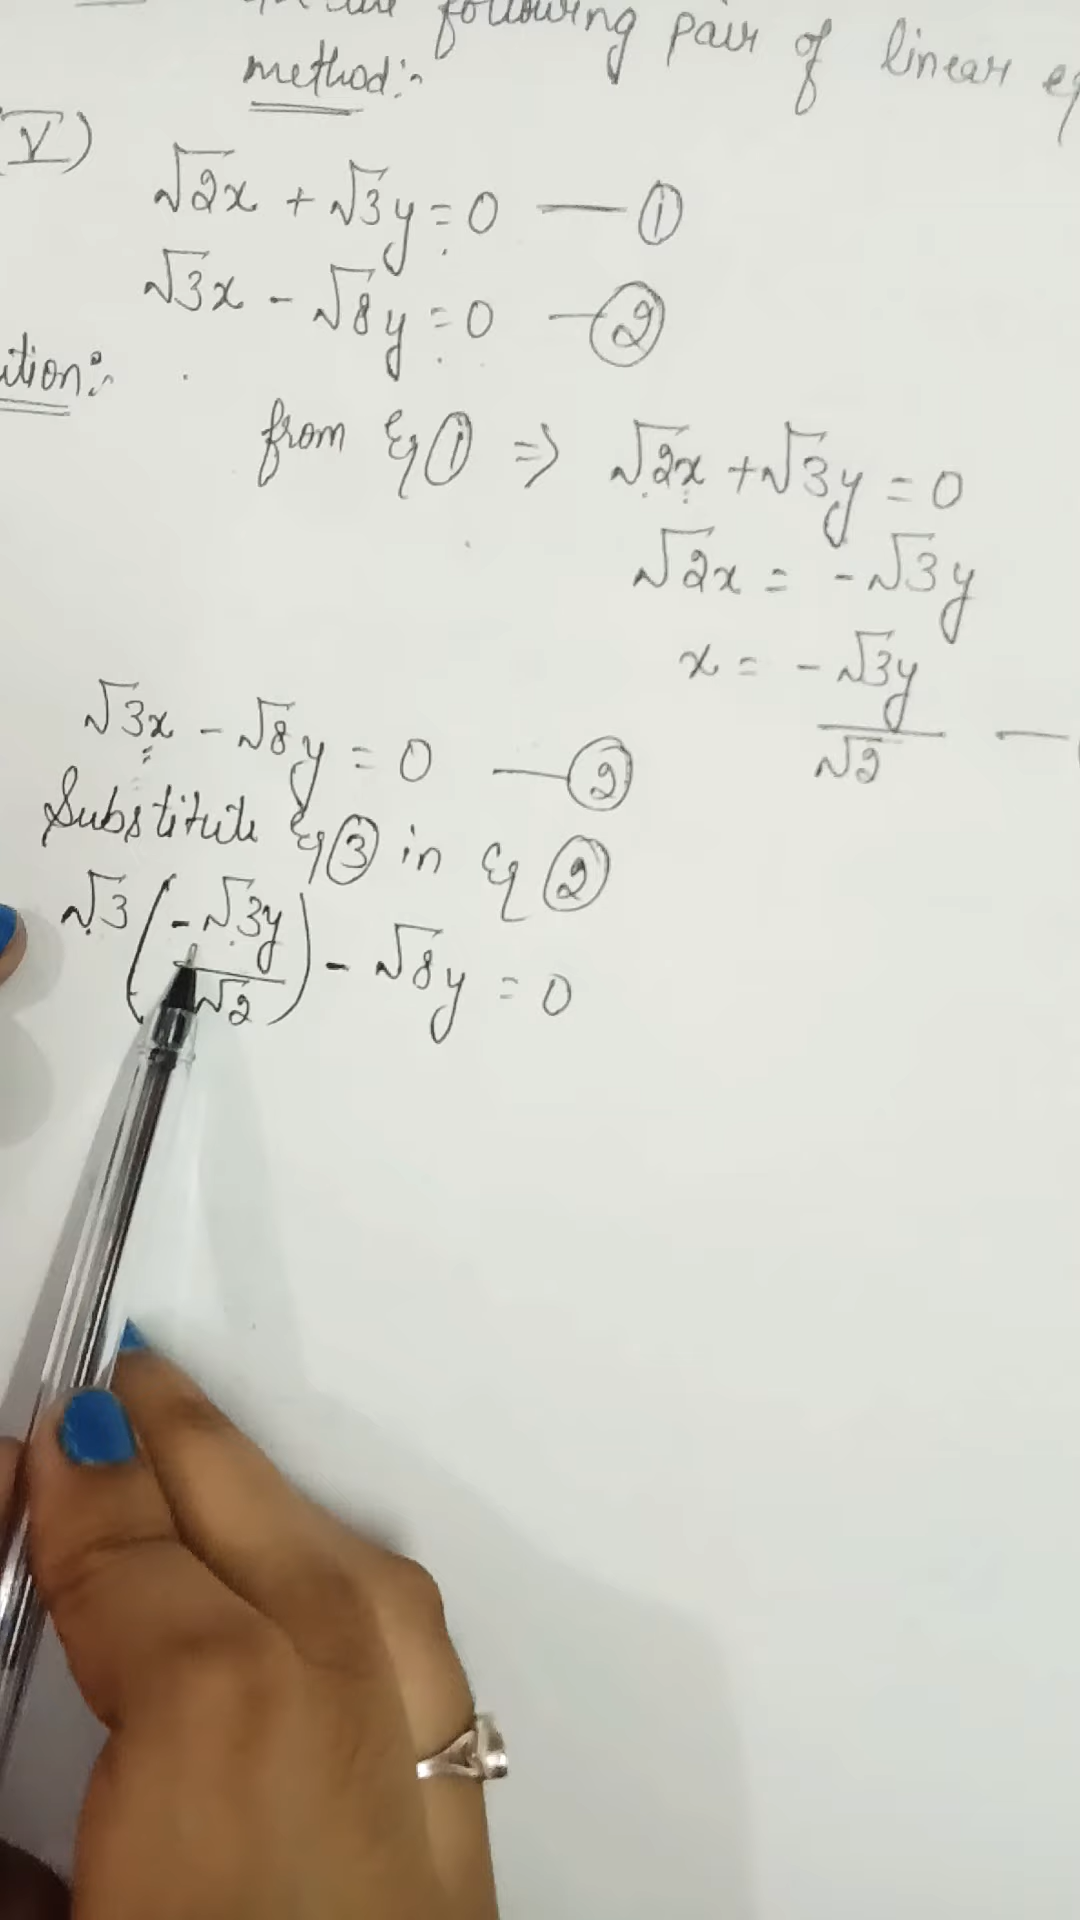 following pair of linear
method:-
(V)
√2x + √3y = 0 — ①
√3x - √8y = 0 — ②
ution:-
from Eq ① ⇒ √2x + √3y = 0
√2x = -√3y
x = -√3y/√2 —
√3x - √8y = 0 — ②
Substitute Eq ③ in Eq ②
√3(-√3y/√2) - √8y = 0